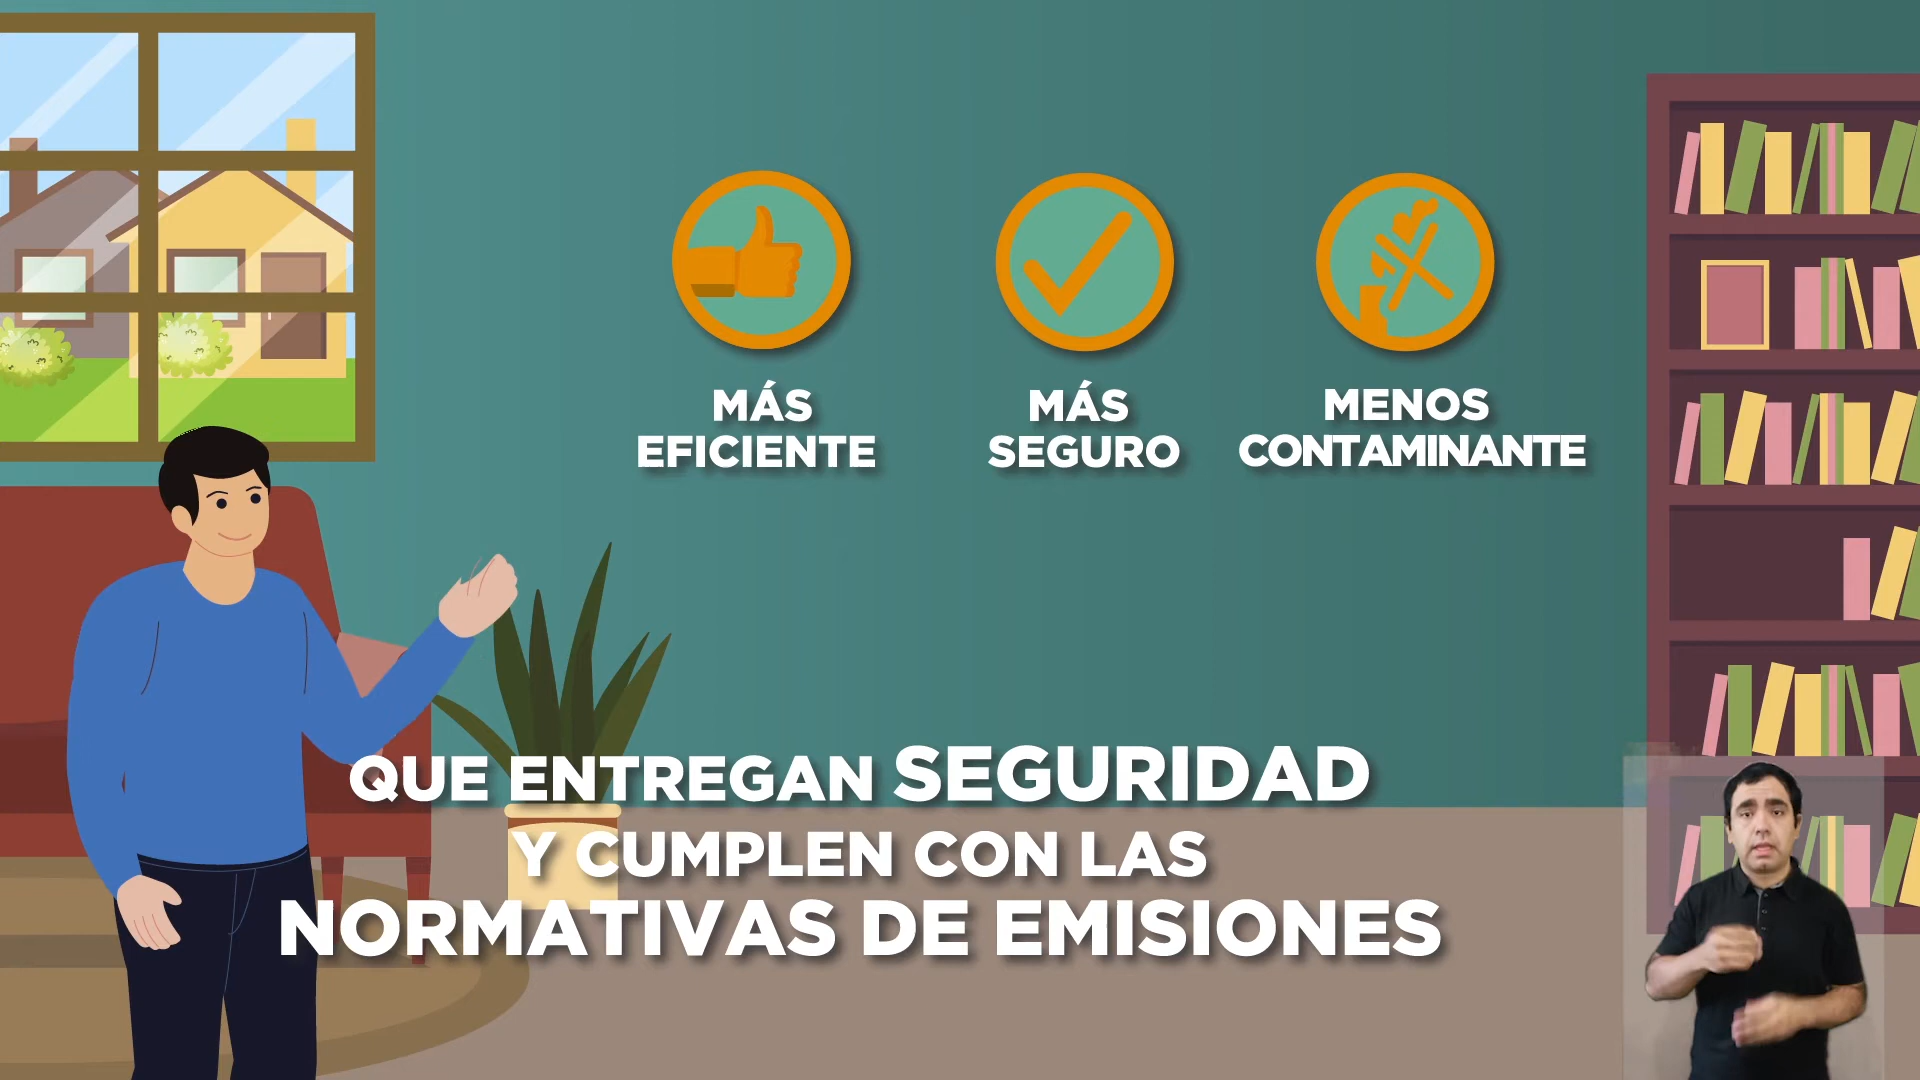 MÁS
EFICIENTE
MÁS
SEGURO
MENOS
CONTAMINANTE
QUE ENTREGAN SEGURIDAD
Y CUMPLEN CON LAS
NORMATIVAS DE EMISIONES